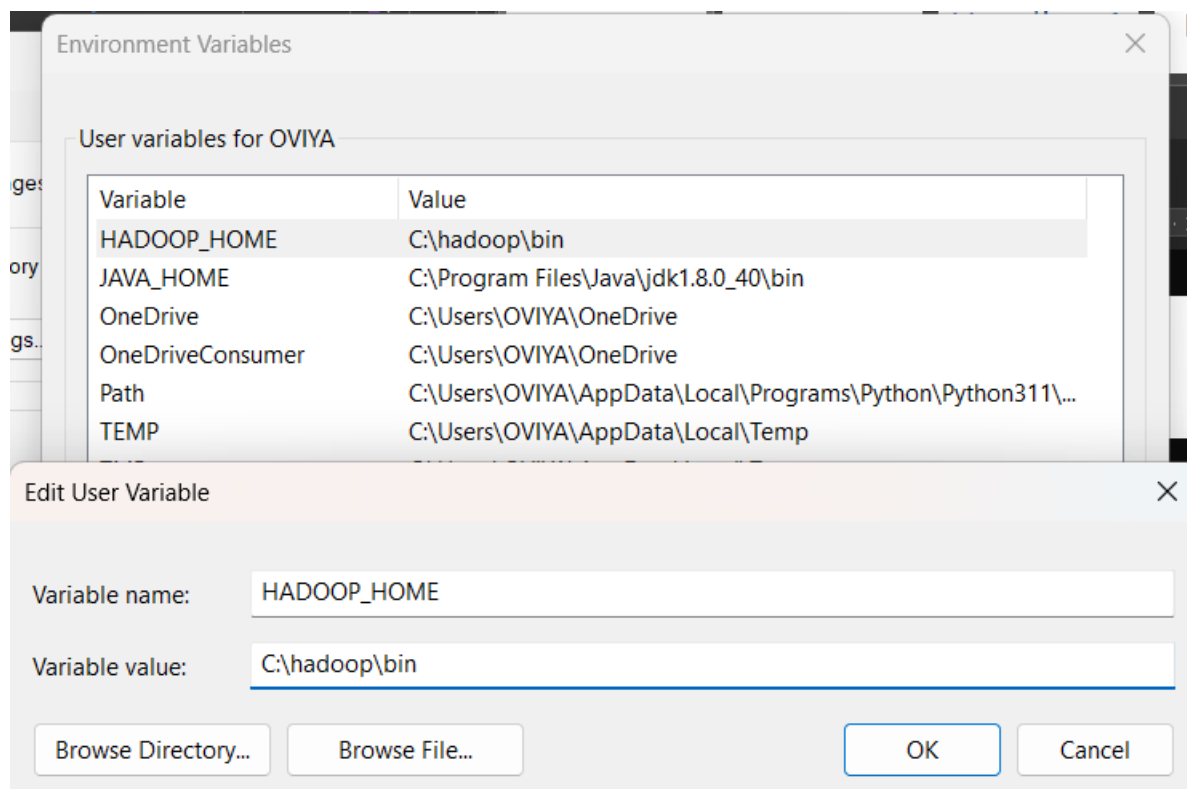 Environment Variables
User variables for OVIYA
Variable Value
HADOOP_HOME C:\hadoop\bin
JAVA_HOME C:\Program Files\Java\jdk1.8.0_40\bin
OneDrive C:\Users\OVIYA\OneDrive
OneDriveConsumer C:\Users\OVIYA\OneDrive
Path C:\Users\OVIYA\AppData\Local\Programs\Python\Python311\...
TEMP C:\Users\OVIYA\AppData\Local\Temp
ges
ory
gs..
Edit User Variable
Variable name: HADOOP_HOME
Variable value: C:\hadoop\bin
Browse Directory... Browse File... OK Cancel